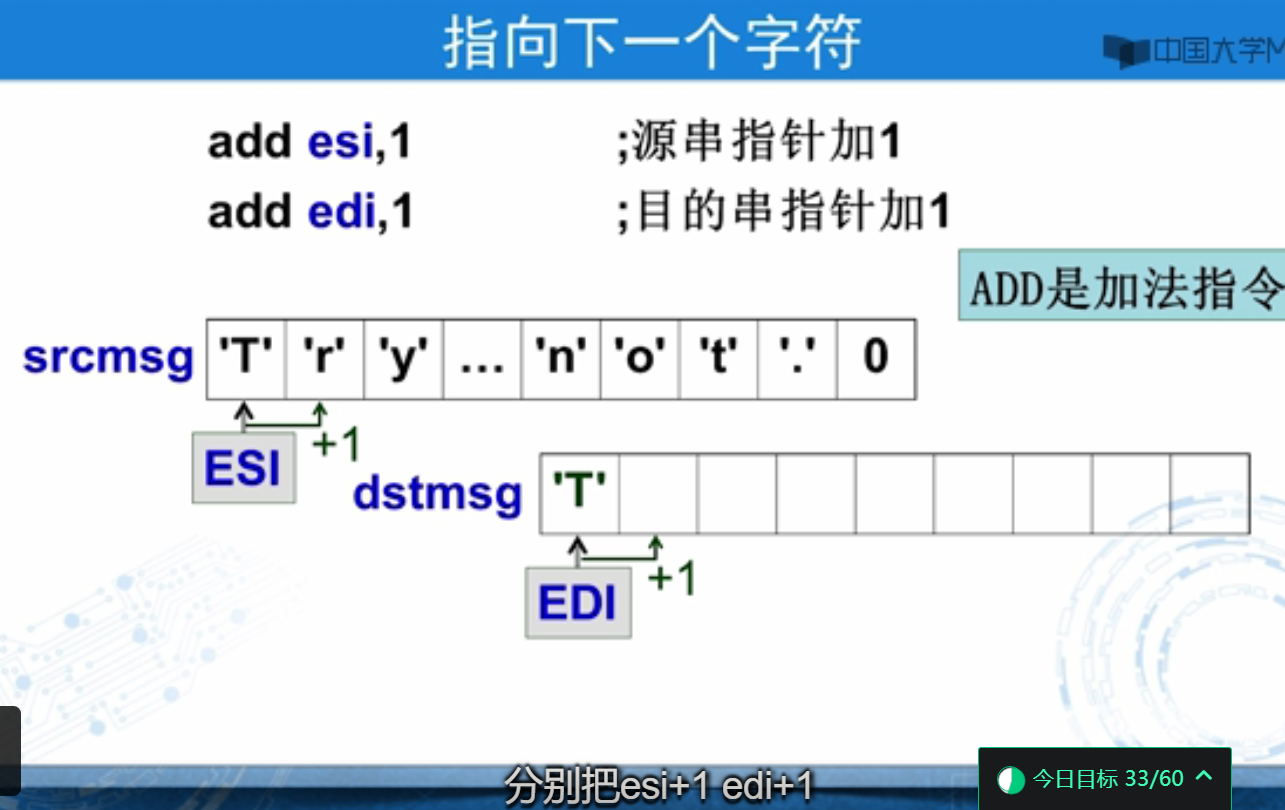 指向下一个字符
中国大学M
add esi,1 ;源串指针加1
add edi,1 ;目的串指针加1
ADD是加法指令
srcmsg 'T' 'r' 'y' ... 'n' 'o' 't' '.' 0
+1
ESI
dstmsg 'T'
+1
EDI
分别把esi+1 edi+1
今日目标 33/60